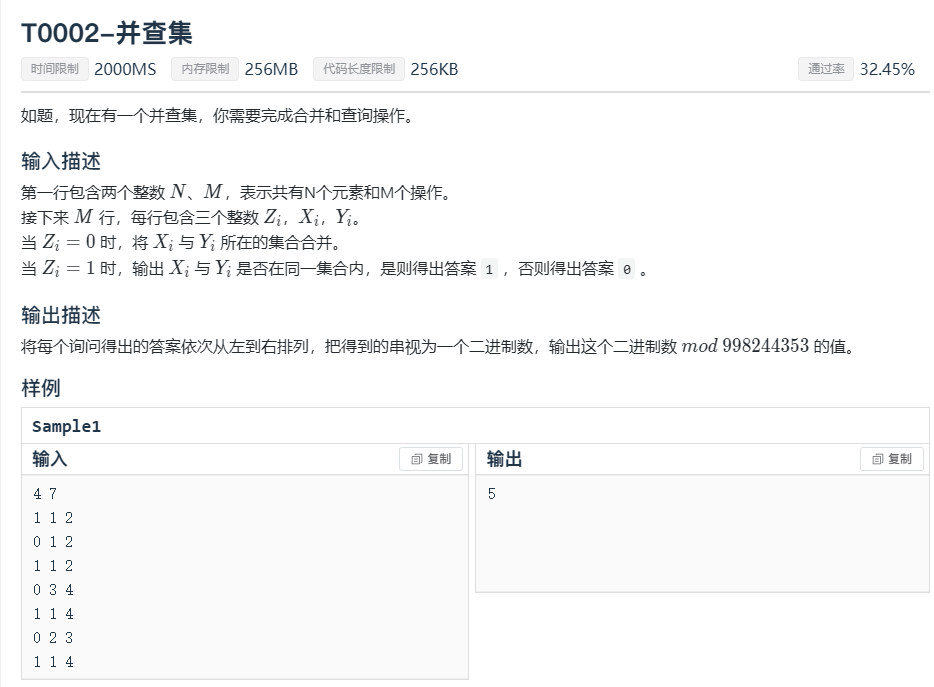 T0002-并查集
时间限制 2000MS 内存限制 256MB 代码长度限制 256KB 通过率 32.45%
如题，现在有一个并查集，你需要完成合并和查询操作。
输入描述
第一行包含两个整数 N、M，表示共有N个元素和M个操作。
接下来 M 行，每行包含三个整数 Zi，Xi，Yi。
当 Zi = 0 时，将 Xi 与 Yi 所在的集合合并。
当 Zi = 1 时，输出 Xi 与 Yi 是否在同一集合内，是则得出答案 1 ，否则得出答案 0 。
输出描述
将每个询问得出的答案依次从左到右排列，把得到的串视为一个二进制数，输出这个二进制数 mod 998244353 的值。
样例
Sample1
输入 复制 输出 复制
4 7
1 1 2
0 1 2
1 1 2
0 3 4
1 1 4
0 2 3
1 1 4
5